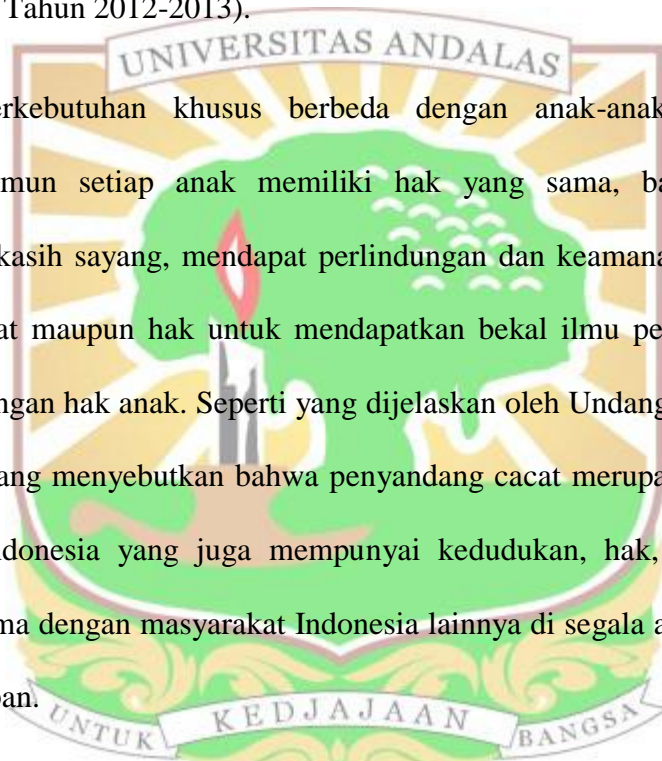 Tahun 2012-2013).
UNIVERSITAS ANDALAS
erkebutuhan khusus berbeda dengan anak-anak
mun setiap anak memiliki hak yang sama, ba
kasih sayang, mendapat perlindungan dan keamana
at maupun hak untuk mendapatkan bekal ilmu pe
ngan hak anak. Seperti yang dijelaskan oleh Undang
ang menyebutkan bahwa penyandang cacat merupa
ndonesia yang juga mempunyai kedudukan, hak,
ma dengan masyarakat Indonesia lainnya di segala a
pan.
UNTUK KEDJAJAAN BANGSA